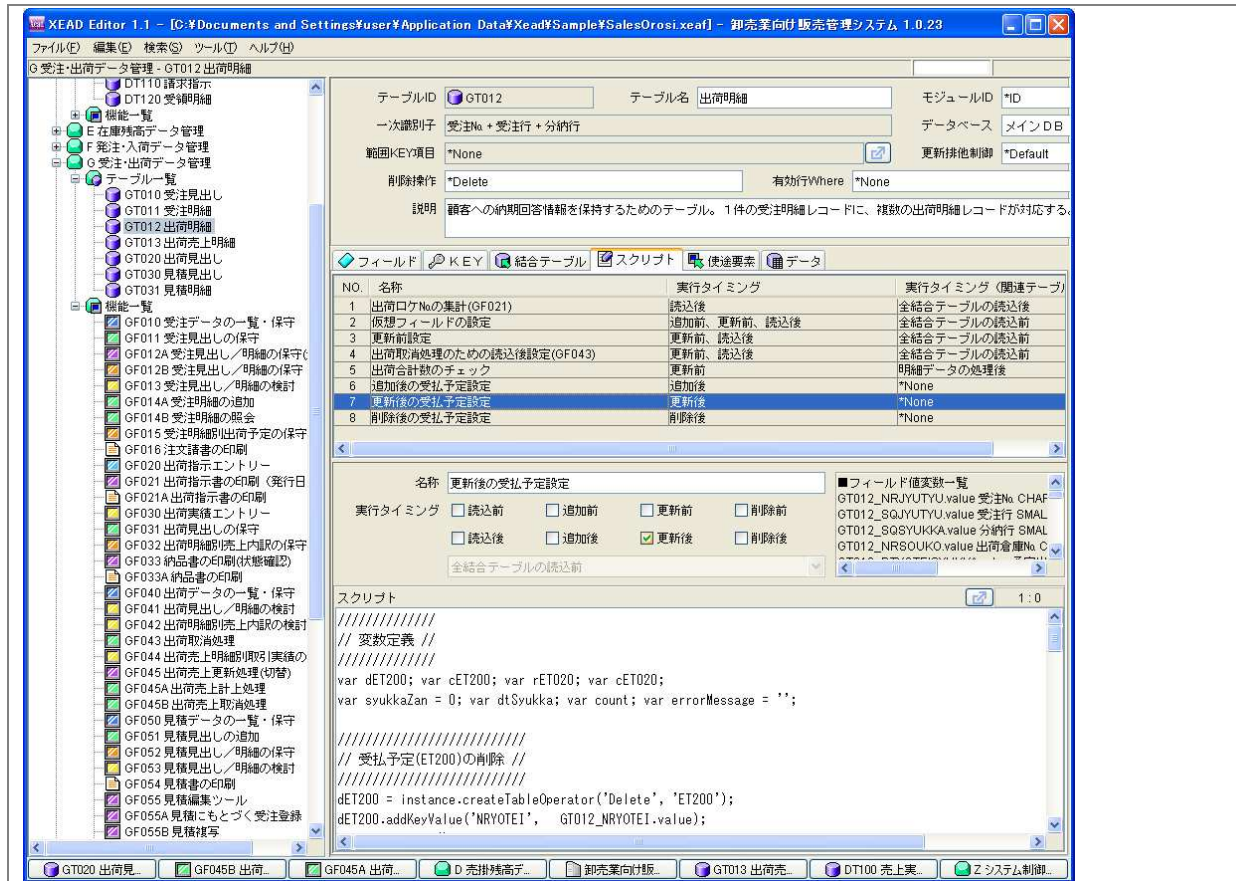 XEAD Editor 1.1 - [C:¥Documents and Settings¥user¥Application Data¥Xead¥Sample¥SalesOrosi.xeaf] - 卸売業向け販売管理システム 1.0.23
ファイル(F) 編集(E) 検索(S) ツール(T) ヘルプ(H)
G 受注・出荷データ管理 - GT012 出荷明細
DT110 請求指示
DT120 受領明細
機能一覧
E 在庫残高データ管理
F 発注・入荷データ管理
G 受注・出荷データ管理
テーブル一覧
GT010 受注見出し
GT011 受注明細
GT012 出荷明細
GT013 出荷売上明細
GT020 出荷見出し
GT030 見積見出し
GT031 見積明細
機能一覧
GF010 受注データの一覧・保守
GF011 受注見出しの保守
GF012A 受注見出し／明細の保守(
GF012B 受注見出し／明細の保守
GF013 受注見出し／明細の検討
GF014A 受注明細の追加
GF014B 受注明細の照会
GF015 受注明細別出荷予定の保守
GF016 注文請書の印刷
GF020 出荷指示エントリー
GF021 出荷指示書の印刷（発行日
GF021A 出荷指示書の印刷
GF030 出荷実績エントリー
GF031 出荷見出しの保守
GF032 出荷明細別売上内訳の保守
GF033 納品書の印刷(状態確認)
GF033A 納品書の印刷
GF040 出荷データの一覧・保守
GF041 出荷見出し／明細の検討
GF042 出荷明細別売上内訳の検討
GF043 出荷取消処理
GF044 出荷売上明細別取引実績の
GF045 出荷売上更新処理(切替)
GF045A 出荷売上計上処理
GF045B 出荷売上取消処理
GF050 見積データの一覧・保守
GF051 見積見出しの追加
GF052 見積見出し／明細の保守
GF053 見積見出し／明細の検討
GF054 見積書の印刷
GF055 見積編集ツール
GF055A 見積にもとづく受注登録
GF055B 見積複写
テーブルID GT012 テーブル名 出荷明細 モジュールID *ID
一次識別子 受注№ + 受注行 + 分納行 データベース メインＤＢ
範囲KEY項目 *None 更新排他制御 *Default
削除操作 *Delete 有効行Where *None
説明 顧客への納期回答情報を保持するためのテーブル。１件の受注明細レコードに、複数の出荷明細レコードが対応する。
フィールド ＫＥＹ 結合テーブル スクリプト 使途要素 データ
NO. 名称 実行タイミング 実行タイミング（関連テーブ
1 出荷ロケ№の集計(GF021) 読込後 全結合テーブルの読込後
2 仮想フィールドの設定 追加前、更新前、読込後 全結合テーブルの読込前
3 更新前設定 更新前、読込後 全結合テーブルの読込前
4 出荷取消処理のための読込後設定(GF043) 更新前、読込後 全結合テーブルの読込前
5 出荷合計数のチェック 更新前 明細データの処理後
6 追加後の受払予定設定 追加後 *None
7 更新後の受払予定設定 更新後 *None
8 削除後の受払予定設定 削除後 *None
名称 更新後の受払予定設定
実行タイミング 読込前 追加前 更新前 削除前
読込後 追加後 更新後 削除後
全結合テーブルの読込前
■フィールド値変数一覧
GT012_NRJYUTYU.value 受注№ CHAR
GT012_SQJYUTYU.value 受注行 SMAL
GT012_SQSYUKKA.value 分納行 SMAL
GT012_NRSOUKO.value 出荷倉庫№ C
スクリプト 1 : 0
//////////////
// 変数定義 //
//////////////
var dET200; var cET200; var rET020; var cET020;
var syukkaZan = 0; var dtSyukka; var count; var errorMessage = '';
///////////////////////////
// 受払予定(ET200)の削除 //
///////////////////////////
dET200 = instance.createTableOperator('Delete', 'ET200');
dET200.addKeyValue('NRYOTEI', GT012_NRYOTEI.value);
GT020 出荷見... GF045B 出荷... GF045A 出荷... D 売掛残高デ... 卸売業向け販... GT013 出荷売... DT100 売上実... Z システム制御...